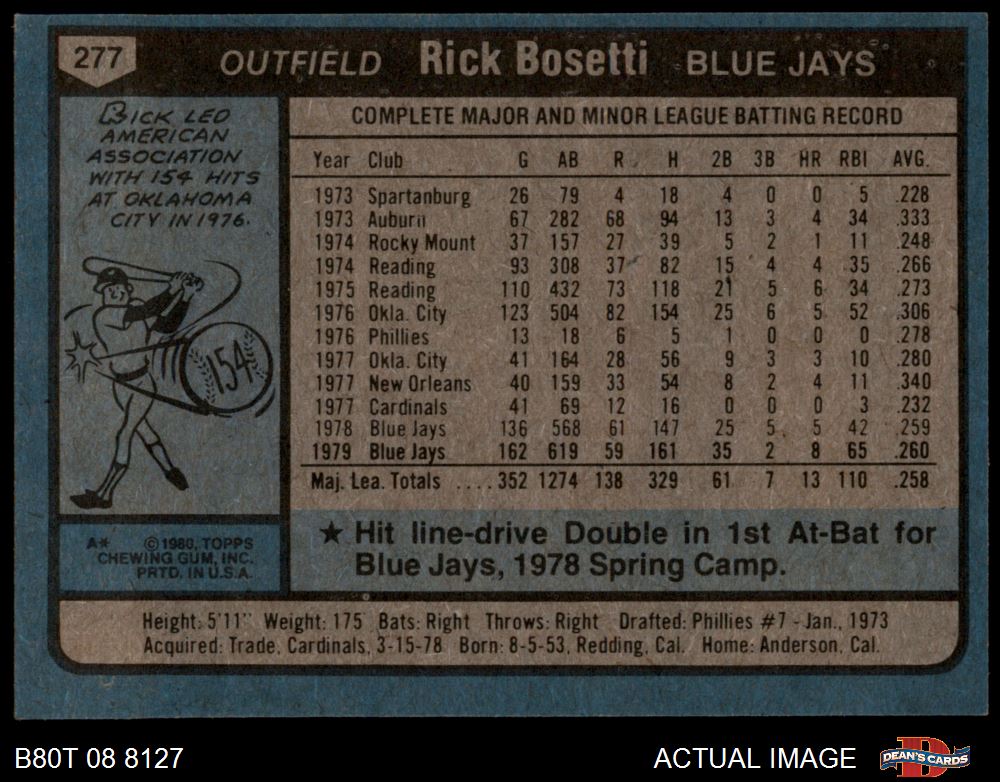 277 OUTFIELD Rick Bosetti BLUE JAYS
RICK LED
AMERICAN
ASSOCIATION
WITH 154 HITS
AT OKLAHOMA
CITY IN 1976.
154
A* ©1980, TOPPS
CHEWING GUM, INC.
PRTD. IN U.S.A.
COMPLETE MAJOR AND MINOR LEAGUE BATTING RECORD
Year Club G AB R H 2B 3B HR RBI AVG.
1973 Spartanburg 26 79 4 18 4 0 0 5 .228
1973 Auburn 67 282 68 94 13 3 4 34 .333
1974 Rocky Mount 37 157 27 39 5 2 1 11 .248
1974 Reading 93 308 37 82 15 4 4 35 .266
1975 Reading 110 432 73 118 21 5 6 34 .273
1976 Okla. City 123 504 82 154 25 6 5 52 .306
1976 Phillies 13 18 6 5 1 0 0 0 .278
1977 Okla. City 41 164 28 56 9 3 3 10 .280
1977 New Orleans 40 159 33 54 8 2 4 11 .340
1977 Cardinals 41 69 12 16 0 0 0 3 .232
1978 Blue Jays 136 568 61 147 25 5 5 42 .259
1979 Blue Jays 162 619 59 161 35 2 8 65 .260
Maj. Lea. Totals .... 352 1274 138 329 61 7 13 110 .258
★ Hit line-drive Double in 1st At-Bat for
Blue Jays, 1978 Spring Camp.
Height: 5'11" Weight: 175 Bats: Right Throws: Right Drafted: Phillies #7 - Jan., 1973
Acquired: Trade, Cardinals, 3-15-78 Born: 8-5-53, Redding, Cal. Home: Anderson, Cal.
B80T 08 8127 ACTUAL IMAGE DEAN'S CARDS